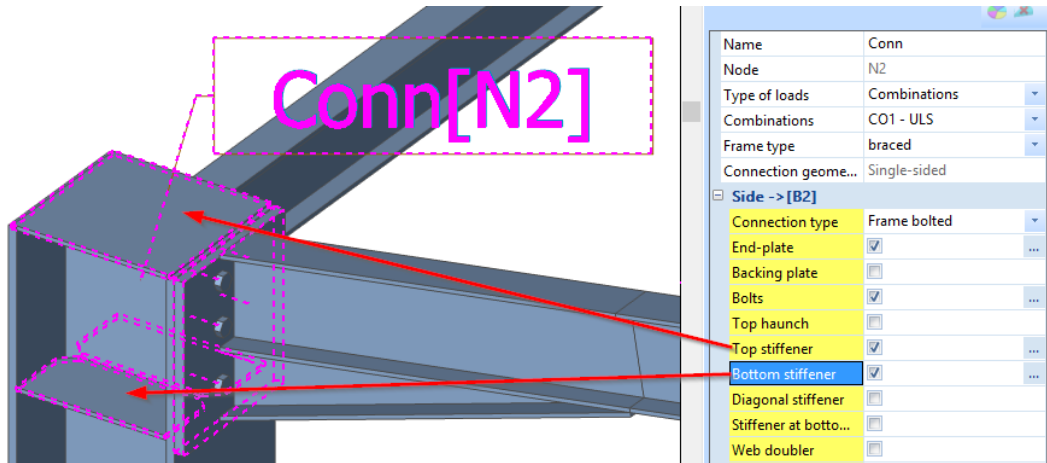 Conn[N2]
Name Conn
Node N2
Type of loads Combinations
Combinations CO1 - ULS
Frame type braced
Connection geome... Single-sided
Side ->[B2]
Connection type Frame bolted
End-plate ...
Backing plate
Bolts ...
Top haunch
Top stiffener ...
Bottom stiffener ...
Diagonal stiffener
Stiffener at botto...
Web doubler